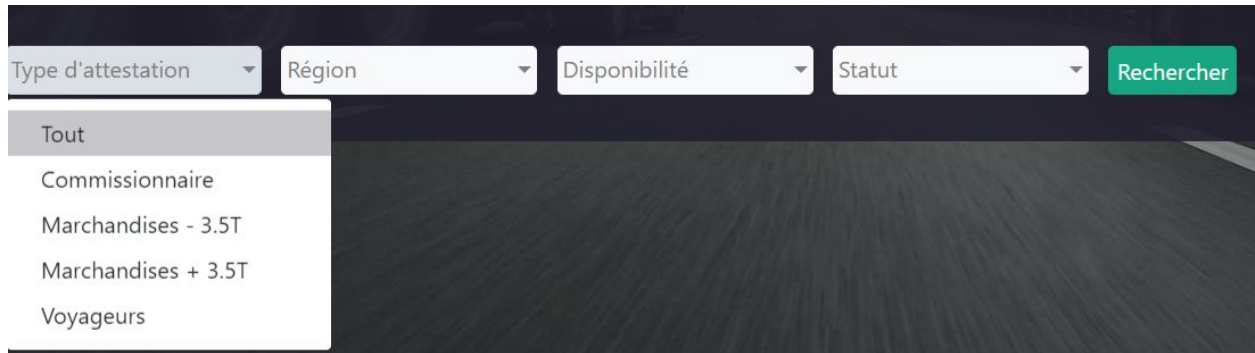 Type d'attestation Région Disponibilité Statut Rechercher
Tout
Commissionnaire
Marchandises - 3.5T
Marchandises + 3.5T
Voyageurs